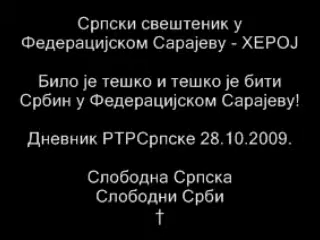 Српски свештеник у
Федерацијском Сарајеву - ХЕРОЈ
Било је тешко и тешко је бити
Србин у Федерацијском Сарајеву!
Дневник РТРСрпске 28.10.2009.
Слободна Српска
Слободни Срби
†